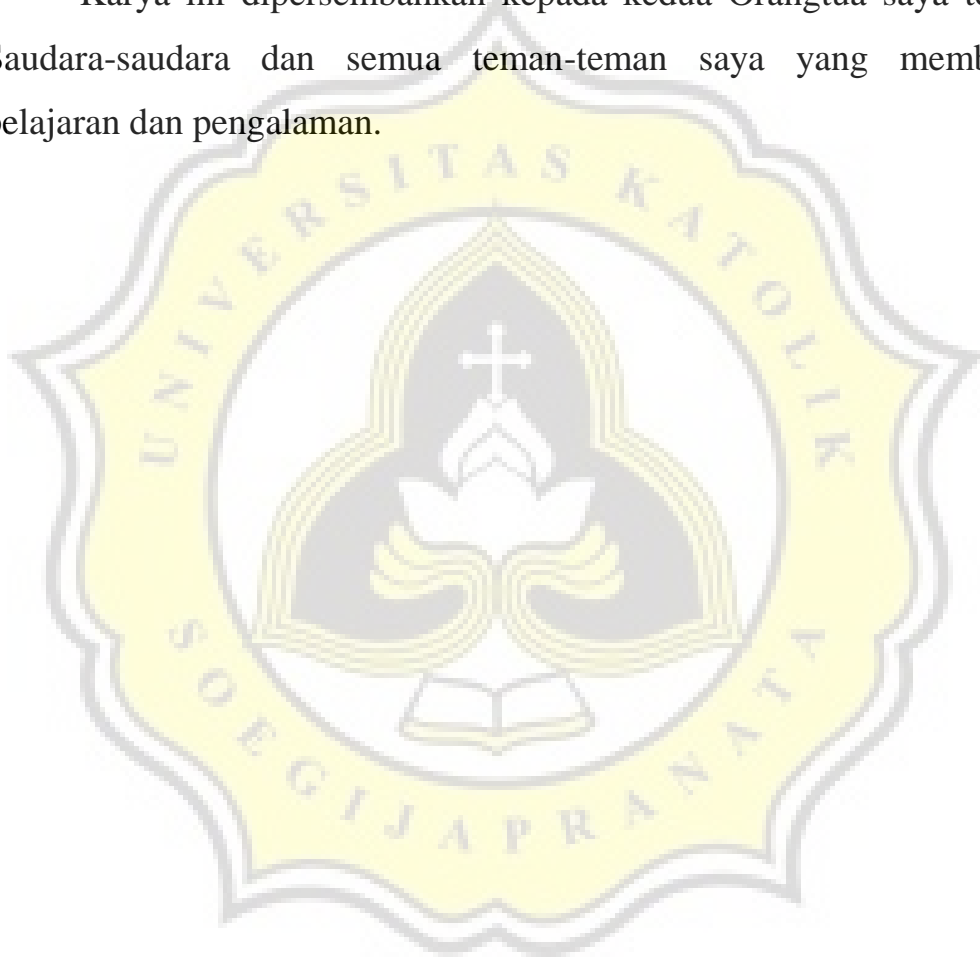 Karya ini dipersembahkan kepada kedua Orangtua saya
Saudara-saudara dan semua teman-teman saya yang
pelajaran dan pengalaman.
UNIVERSITAS KATOLIK
SOEGIJAPRANATA